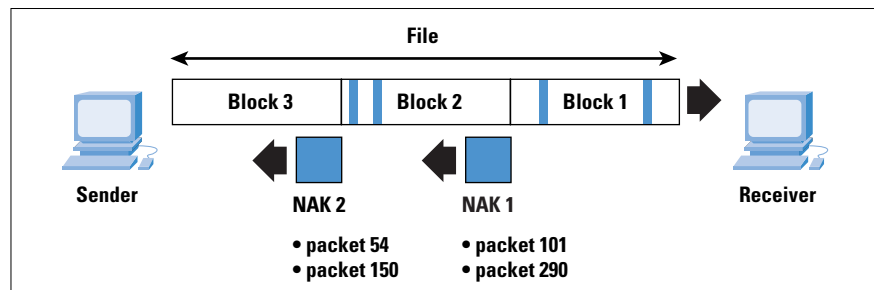 File
Block 3 Block 2 Block 1
Sender
Receiver
NAK 2
• packet 54
• packet 150
NAK 1
• packet 101
• packet 290